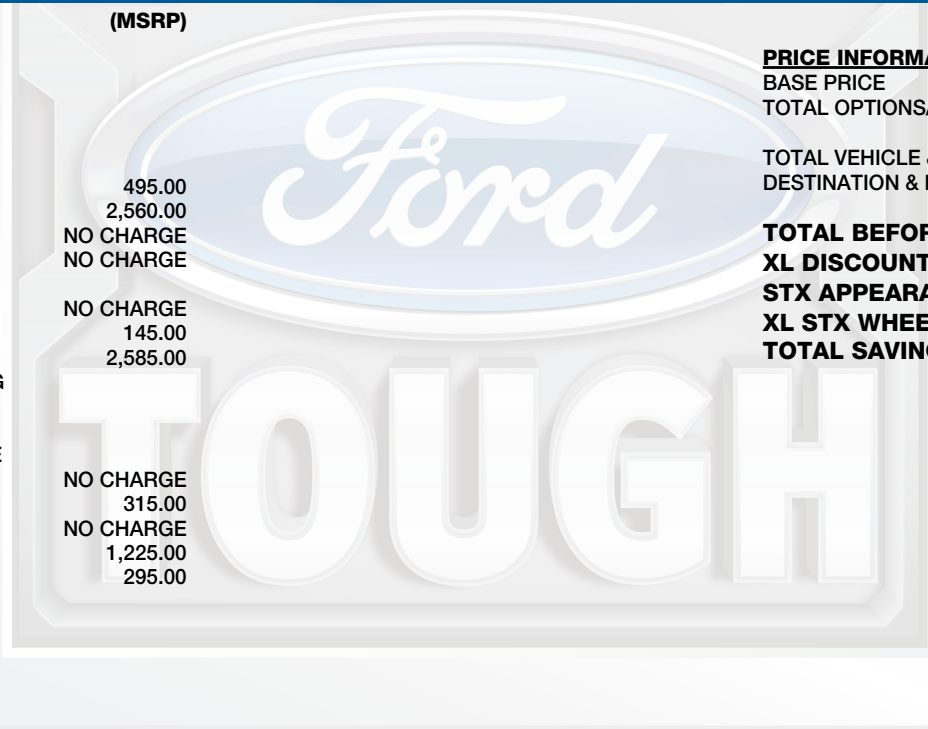 (MSRP)
495.00
2,560.00
NO CHARGE
NO CHARGE
NO CHARGE
145.00
2,585.00
NO CHARGE
315.00
NO CHARGE
1,225.00
295.00
Ford
TOUGH
PRICE INFORMA
BASE PRICE
TOTAL OPTIONS
TOTAL VEHICLE
DESTINATION &
TOTAL BEFOR
XL DISCOUNT
STX APPEARA
XL STX WHEE
TOTAL SAVIN